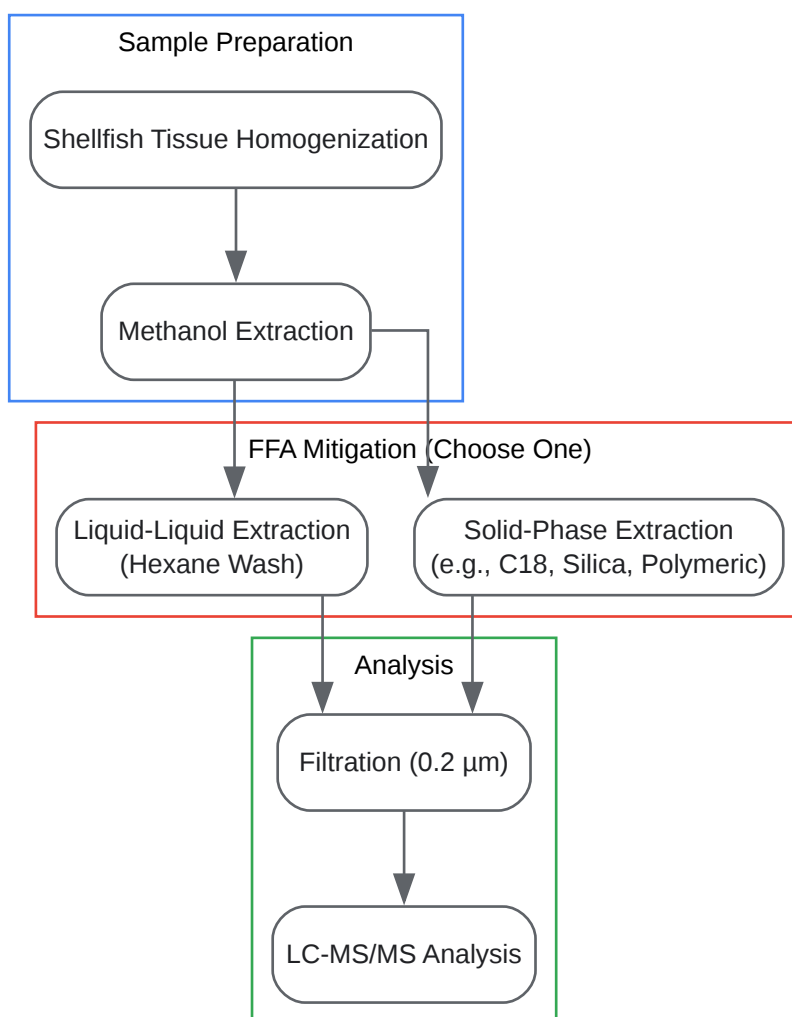 Sample Preparation
Shellfish Tissue Homogenization
Methanol Extraction
FFA Mitigation (Choose One)
Liquid-Liquid Extraction
(Hexane Wash)
Solid-Phase Extraction
(e.g., C18, Silica, Polymeric)
Analysis
Filtration (0.2 µm)
LC-MS/MS Analysis